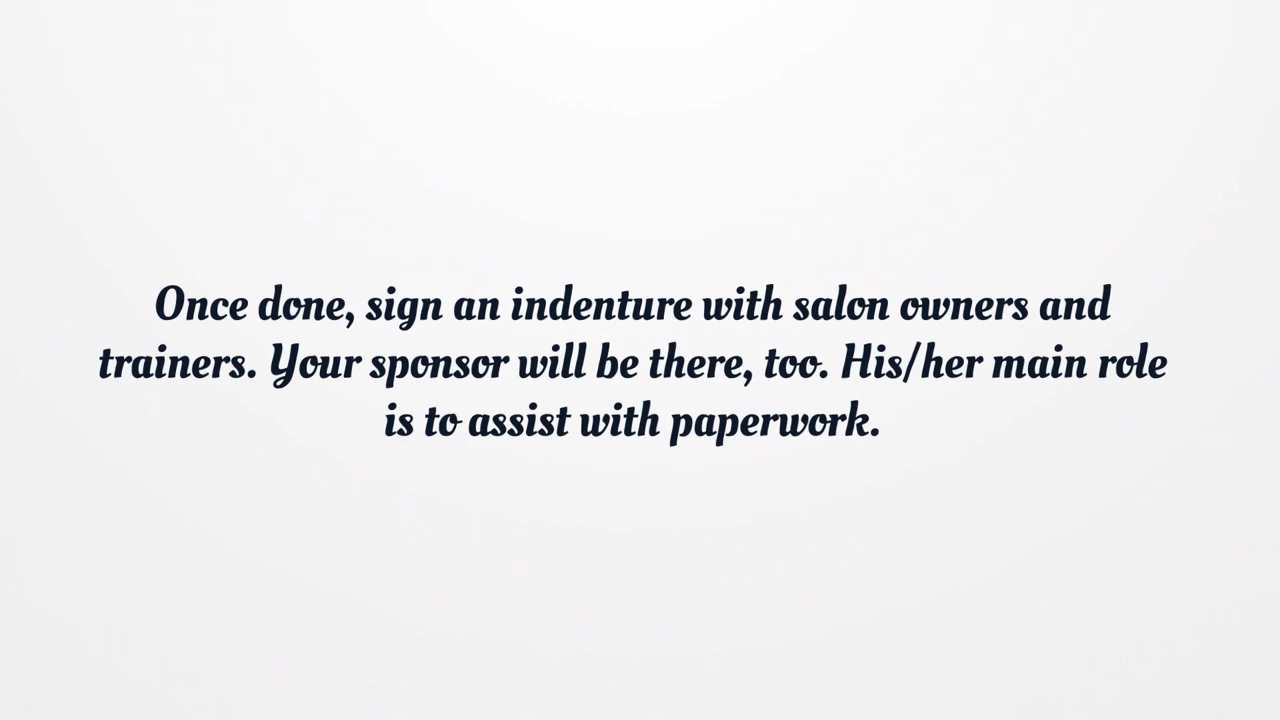 Once done, sign an indenture with salon owners and
trainers. Your sponsor will be there, too. His/her main role
is to assist with paperwork.